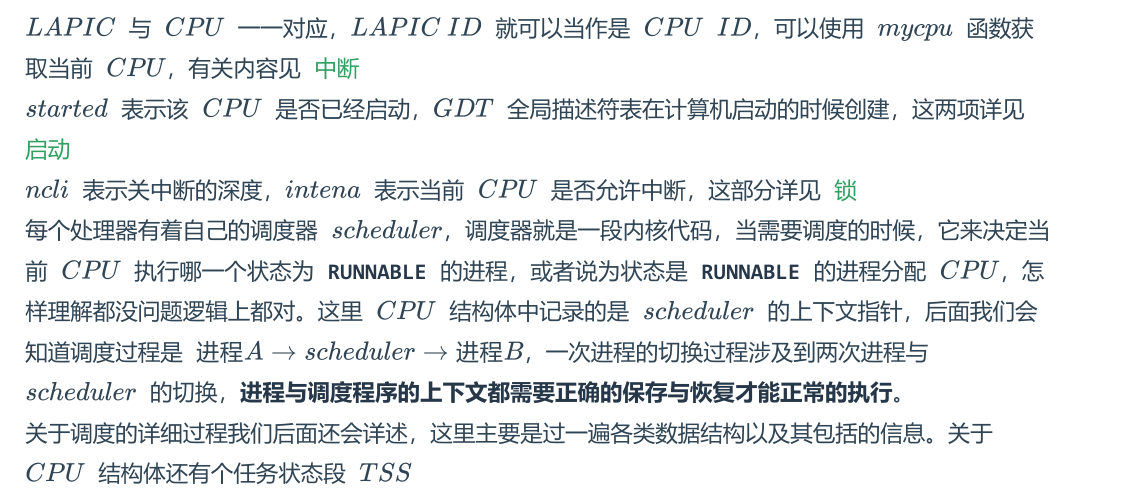 LAPIC 与 CPU 一一对应，LAPIC ID 就可以当作是 CPU ID，可以使用 mycpu 函数获
取当前 CPU，有关内容见 中断
started 表示该 CPU 是否已经启动，GDT 全局描述符表在计算机启动的时候创建，这两项详见
启动
ncli 表示关中断的深度，intena 表示当前 CPU 是否允许中断，这部分详见 锁
每个处理器有着自己的调度器 scheduler，调度器就是一段内核代码，当需要调度的时候，它来决定当
前 CPU 执行哪一个状态为 RUNNABLE 的进程，或者说为状态是 RUNNABLE 的进程分配 CPU，怎
样理解都没问题逻辑上都对。这里 CPU 结构体中记录的是 scheduler 的上下文指针，后面我们会
知道调度过程是 进程A → scheduler → 进程B，一次进程的切换过程涉及到两次进程与
scheduler 的切换，进程与调度程序的上下文都需要正确的保存与恢复才能正常的执行。
关于调度的详细过程我们后面还会详述，这里主要是过一遍各类数据结构以及其包括的信息。关于
CPU 结构体还有个任务状态段 TSS